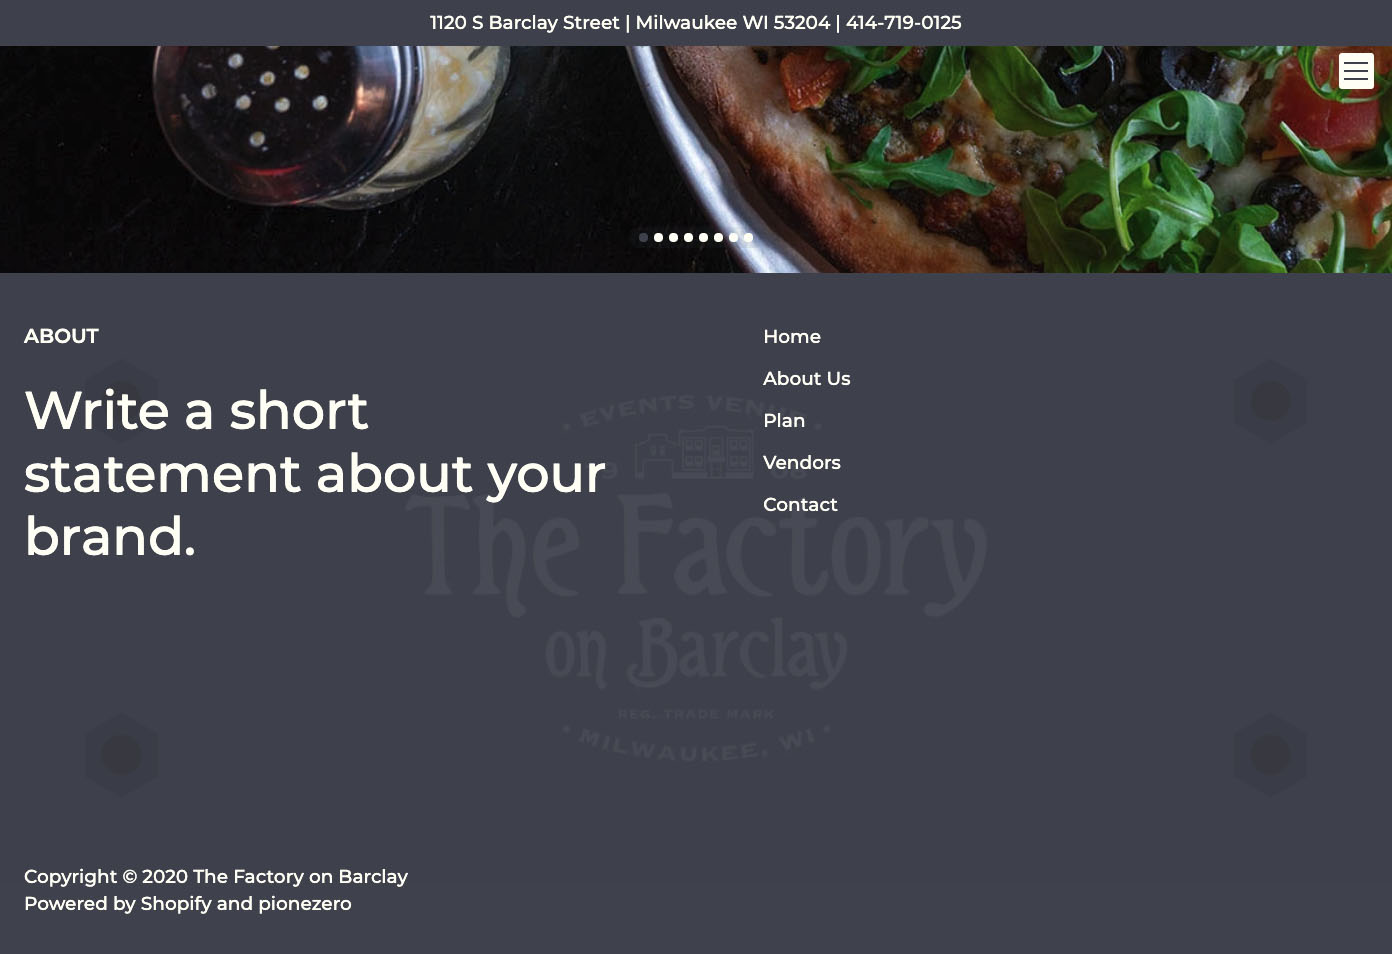 1120 S Barclay Street | Milwaukee WI 53204 | 414-719-0125
ABOUT
Write a short
statement about your
brand.
Home
About Us
Plan
Vendors
Contact
EVENTS VENUE
The Factory
on Barclay
REG. TRADE MARK
MILWAUKEE, WI
Copyright © 2020 The Factory on Barclay
Powered by Shopify and pionezero